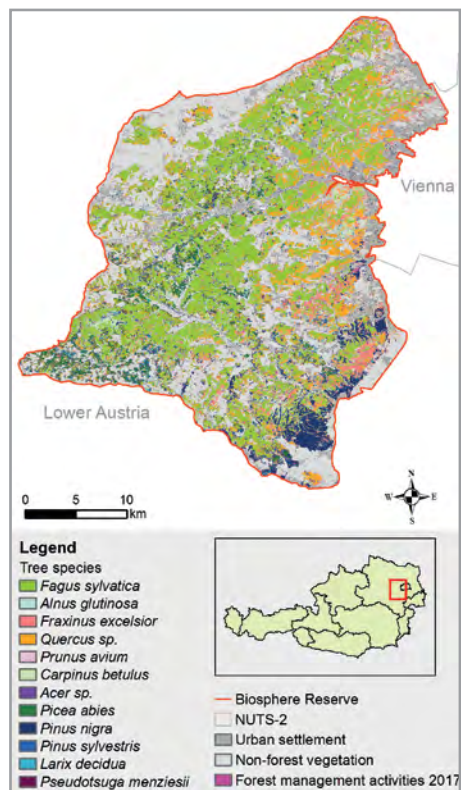 Vienna
Lower Austria
N
W E
S
0 5 10
km
Legend
Tree species
Fagus sylvatica
Alnus glutinosa
Fraxinus excelsior
Quercus sp.
Prunus avium
Carpinus betulus
Acer sp.
Picea abies
Pinus nigra
Pinus sylvestris
Larix decidua
Pseudotsuga menziesii
Biosphere Reserve
NUTS-2
Urban settlement
Non-forest vegetation
Forest management activities 2017